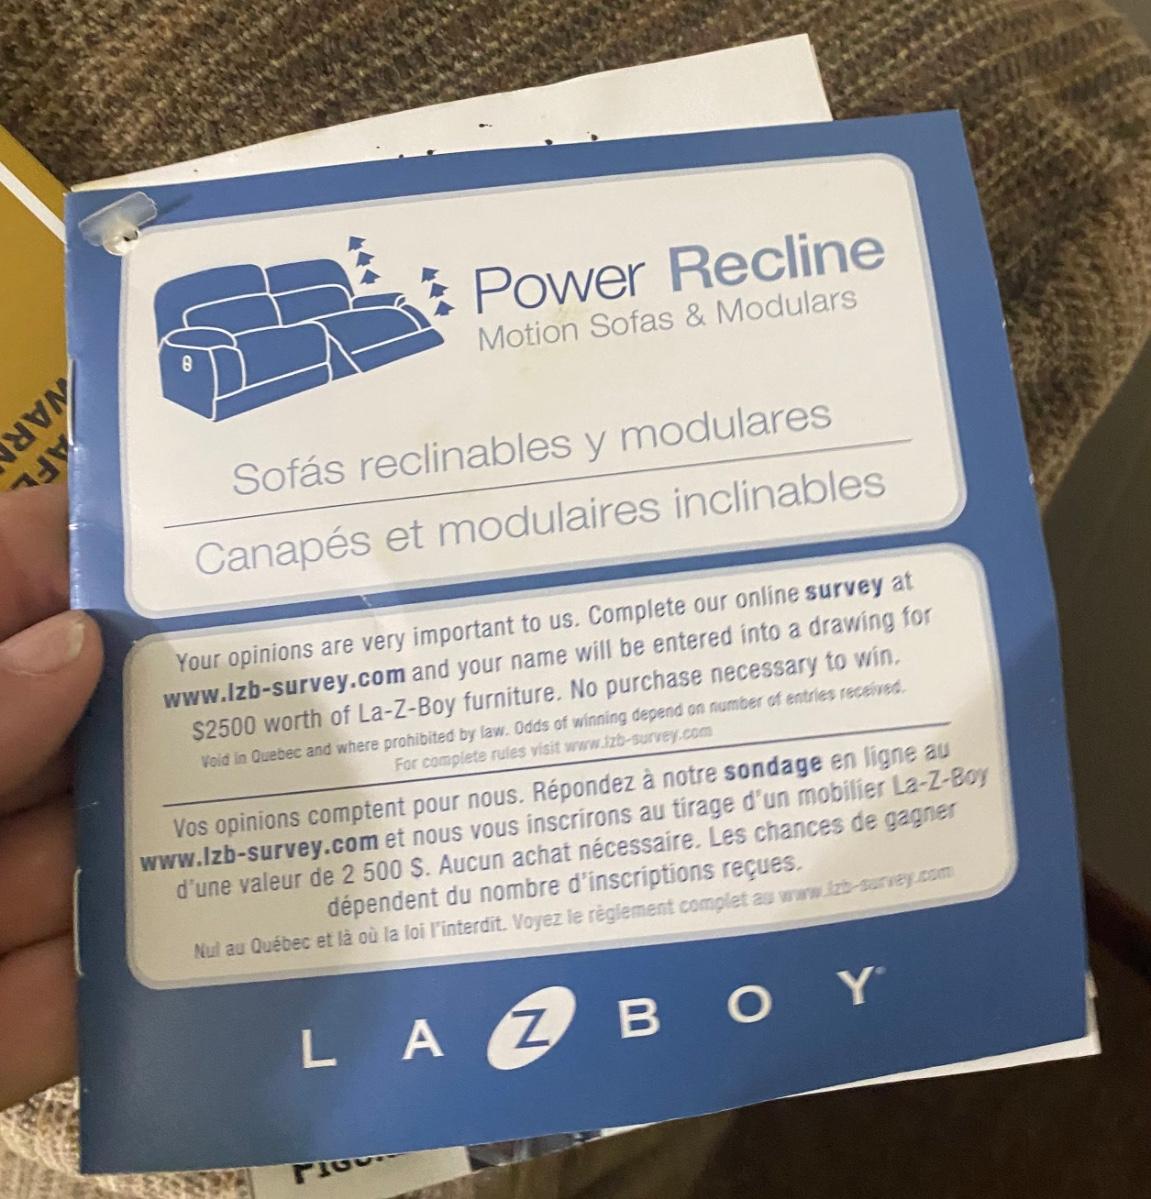 Power Recline
Motion Sofas & Modulars
Sofás reclinables y modulares
Canapés et modulaires inclinables
Your opinions are very important to us. Complete our online survey at
www.lzb-survey.com and your name will be entered into a drawing for
$2500 worth of La-Z-Boy furniture. No purchase necessary to win.
Void in Quebec and where prohibited by law. Odds of winning depend on number of entries received.
For complete rules visit www.lzb-survey.com
Vos opinions comptent pour nous. Répondez à notre sondage en ligne au
www.lzb-survey.com et nous vous inscrirons au tirage d'un mobilier La-Z-Boy
d'une valeur de 2 500 $. Aucun achat nécessaire. Les chances de gagner
dépendent du nombre d'inscriptions reçues.
Nul au Québec et là où la loi l'interdit. Voyez le règlement complet au www.lzb-survey.com
LA Z BOY